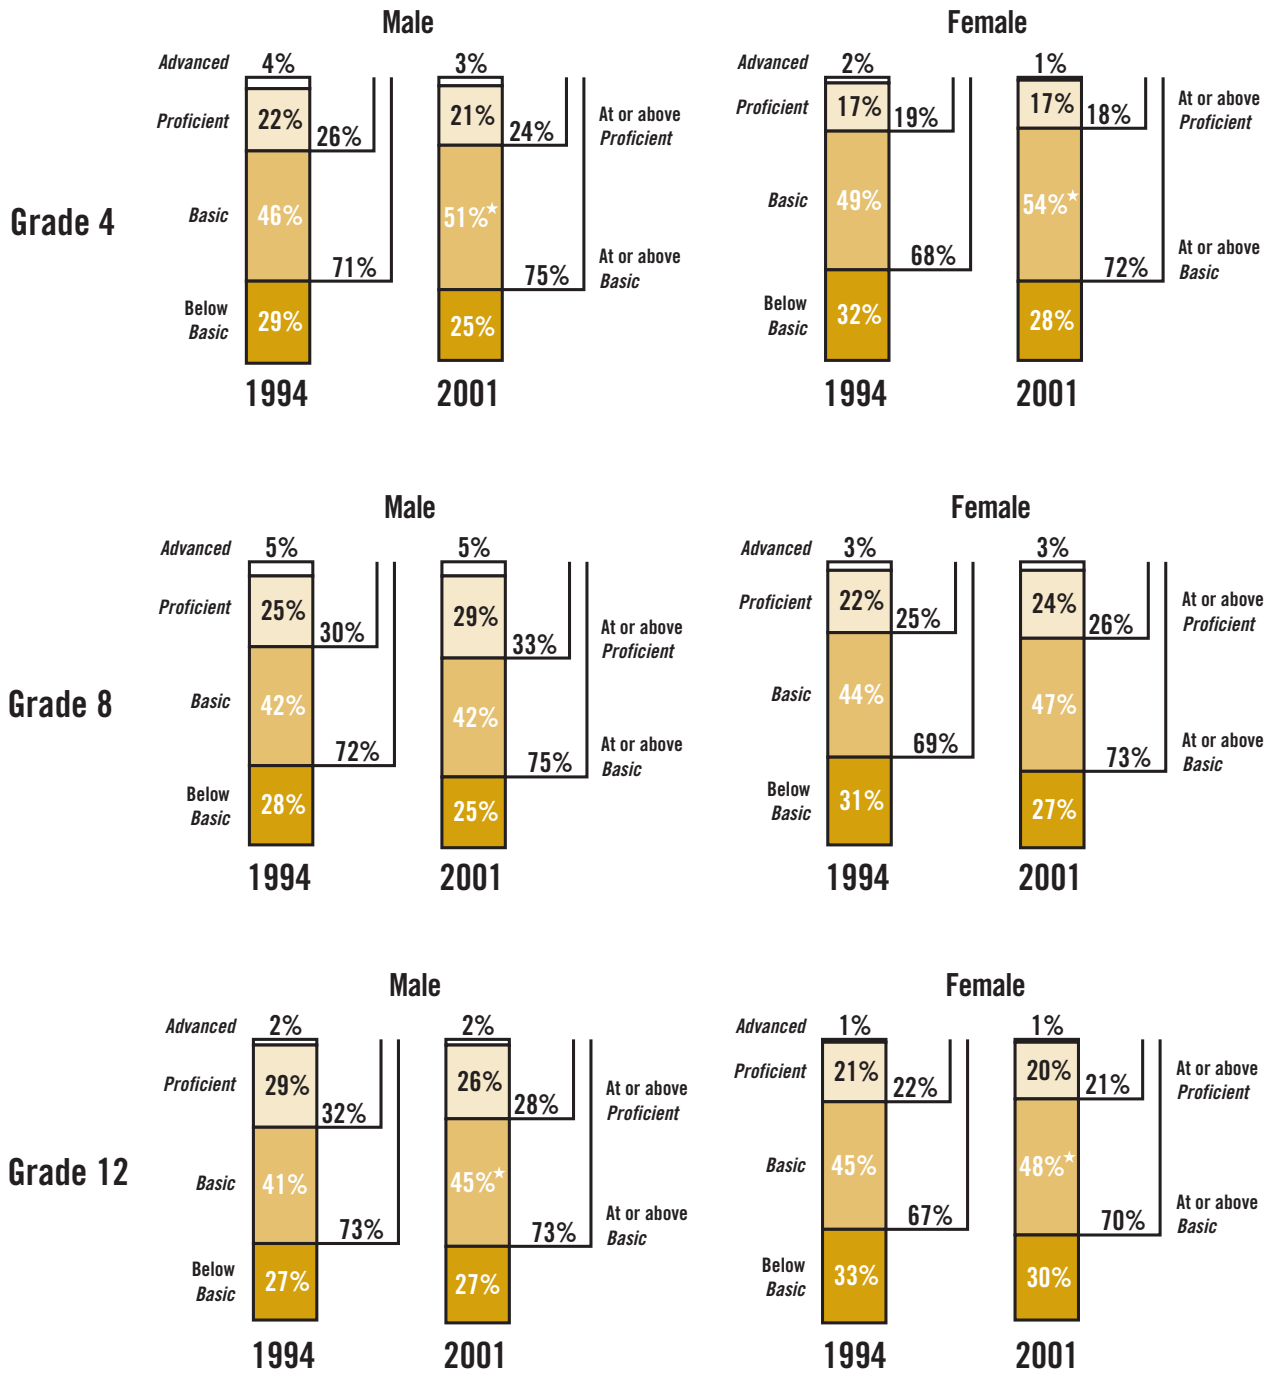 Male Female
Advanced 4% 3% Advanced 2% 1%
Proficient 22% 26% 21% 24% At or above Proficient Proficient 17% 19% 17% 18% At or above Proficient
Grade 4
Basic 46% 51%★ Basic 49% 54%★
71% 75% At or above Basic 68% 72% At or above Basic
Below Basic 29% 25% Below Basic 32% 28%
1994 2001 1994 2001
Male Female
Advanced 5% 5% Advanced 3% 3%
Proficient 25% 30% 29% 33% At or above Proficient Proficient 22% 25% 24% 26% At or above Proficient
Grade 8
Basic 42% 42% Basic 44% 47%
72% 75% At or above Basic 69% 73% At or above Basic
Below Basic 28% 25% Below Basic 31% 27%
1994 2001 1994 2001
Male Female
Advanced 2% 2% Advanced 1% 1%
Proficient 29% 32% 26% 28% At or above Proficient Proficient 21% 22% 20% 21% At or above Proficient
Grade 12
Basic 41% 45%★ Basic 45% 48%★
73% 73% At or above Basic 67% 70% At or above Basic
Below Basic 27% 27% Below Basic 33% 30%
1994 2001 1994 2001